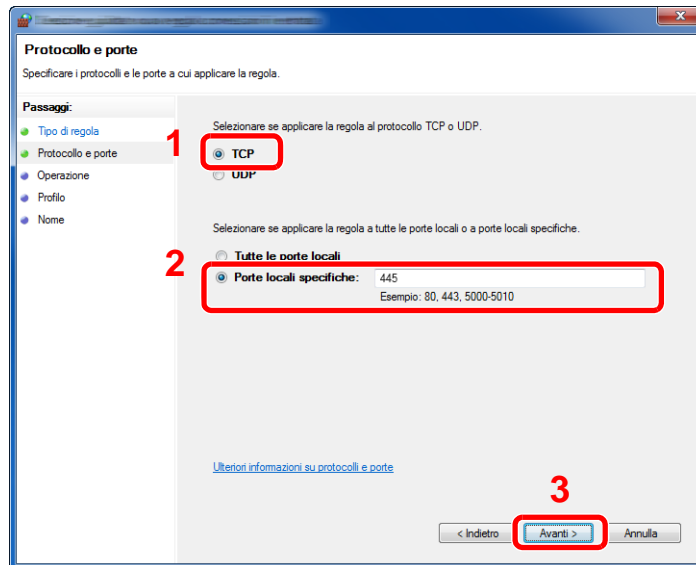 Protocollo e porte
Specificare i protocolli e le porte a cui applicare la regola.
Passaggi:
Tipo di regola
Protocollo e porte
Operazione
Profilo
Nome
Selezionare se applicare la regola al protocollo TCP o UDP.
1
TCP
UDP
Selezionare se applicare la regola a tutte le porte locali o a porte locali specifiche.
Tutte le porte locali
2
Porte locali specifiche: 445
Esempio: 80, 443, 5000-5010
Ulteriori informazioni su protocolli e porte
3
< Indietro Avanti > Annulla